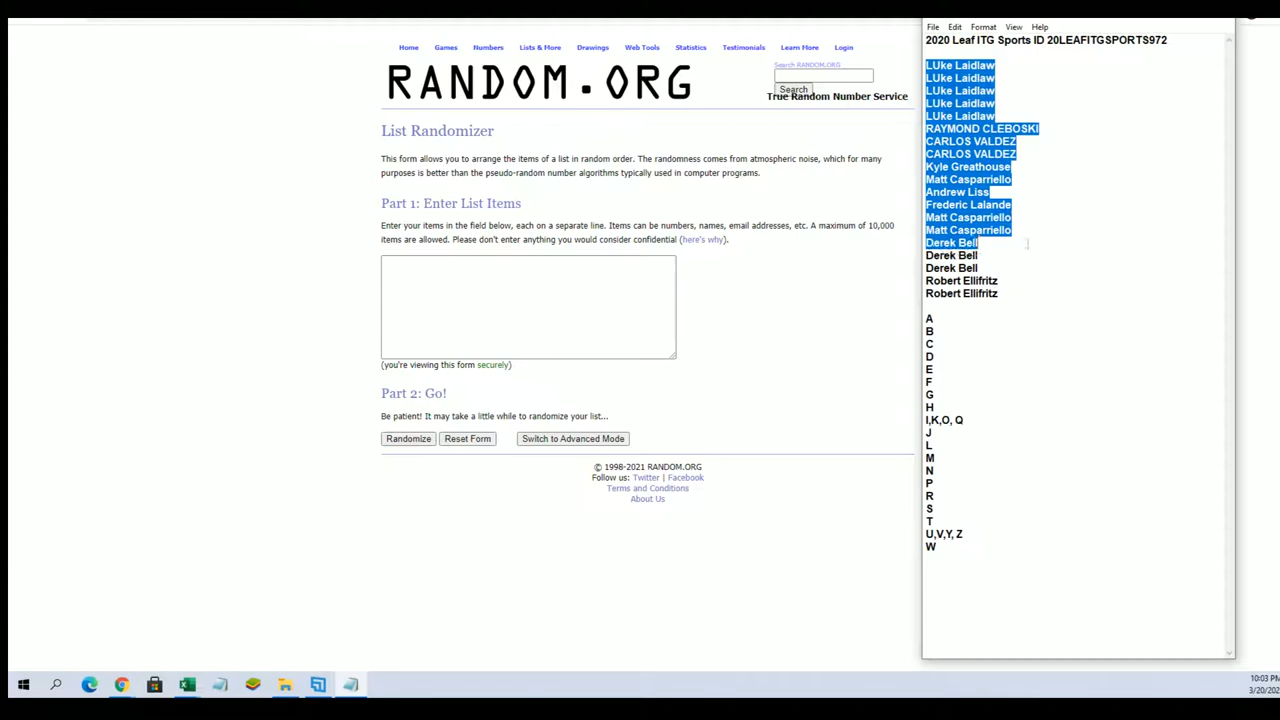 File Edit Format View Help
2020 Leaf ITG Sports ID 20LEAFITGSPORTS972
Home Games Numbers Lists & More Drawings Web Tools Statistics Testimonials Learn More Login
RANDOM.ORG
Search RANDOM.ORG
Search
True Random Number Service
List Randomizer
This form allows you to arrange the items of a list in random order. The randomness comes from atmospheric noise, which for many
purposes is better than the pseudo-random number algorithms typically used in computer programs.
Part 1: Enter List Items
Enter your items in the field below, each on a separate line. Items can be numbers, names, email addresses, etc. A maximum of 10,000
items are allowed. Please don't enter anything you would consider confidential (here's why).
(you're viewing this form securely)
Part 2: Go!
Be patient! It may take a little while to randomize your list...
Randomize Reset Form Switch to Advanced Mode
© 1998-2021 RANDOM.ORG
Follow us: Twitter | Facebook
Terms and Conditions
About Us
LUke Laidlaw
LUke Laidlaw
LUke Laidlaw
LUke Laidlaw
LUke Laidlaw
RAYMOND CLEBOSKI
CARLOS VALDEZ
CARLOS VALDEZ
Kyle Greathouse
Matt Casparriello
Andrew Liss
Frederic Lalande
Matt Casparriello
Matt Casparriello
Derek Bell
Derek Bell
Derek Bell
Robert Ellifritz
Robert Ellifritz
A
B
C
D
E
F
G
H
I,K,O, Q
J
L
M
N
P
R
S
T
U,V,Y, Z
W
10:03 PM